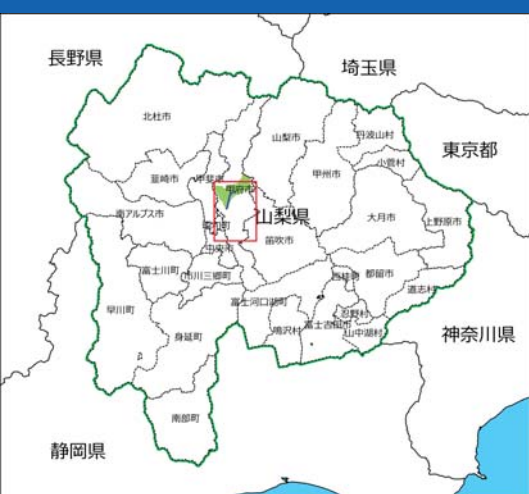 長野県
埼玉県
北杜市
山梨市
丹波山村
東京都
小菅村
甲州市
韮崎市
甲斐市
甲府市
南アルプス市
山梨県
大月市
上野原市
昭和町
笛吹市
中央市
富士川町
市川三郷町
西桂町
都留市
道志村
早川町
富士河口湖町
忍野村
鳴沢村
富士吉田市
山中湖村
神奈川県
身延町
南部町
静岡県